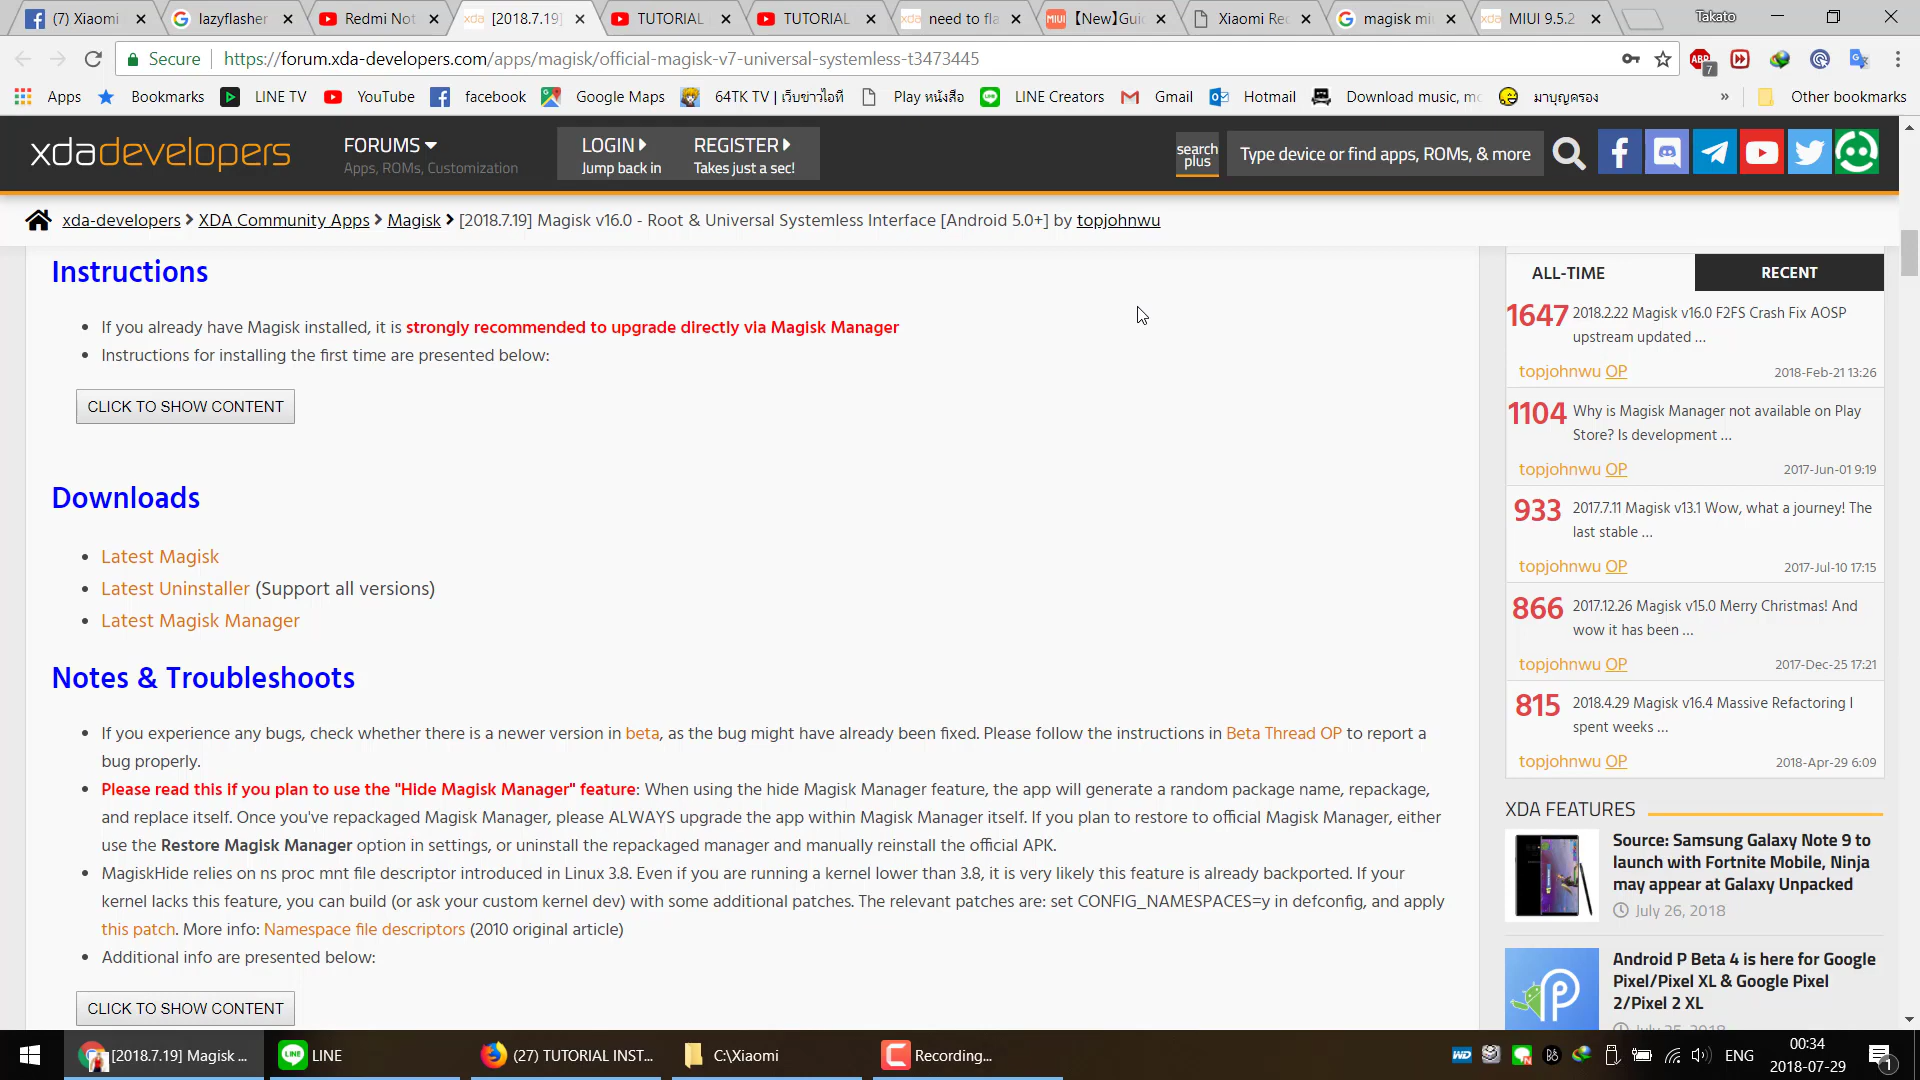 (7) Xiaomi
lazyflasher
Redmi Not
[2018.7.19]
TUTORIAL
TUTORIAL
need to fla
【New】Guid
Xiaomi Red
magisk mi
MIUI 9.5.2
Takato
Secure
https://forum.xda-developers.com/apps/magisk/official-magisk-v7-universal-systemless-t3473445
ABP
7
Apps
Bookmarks
LINE TV
YouTube
facebook
Google Maps
64TK TV | เว็บข่าวไอที
Play หนังสือ
LINE Creators
Gmail
Hotmail
Download music, mo
มาบุญครอง
»
Other bookmarks
xdadevelopers
FORUMS
Apps, ROMs, Customization
LOGIN
Jump back in
REGISTER
Takes just a sec!
search
plus
Type device or find apps, ROMs, & more
xda-developers > XDA Community Apps > Magisk > [2018.7.19] Magisk v16.0 - Root & Universal Systemless Interface [Android 5.0+] by topjohnwu
Instructions
• If you already have Magisk installed, it is strongly recommended to upgrade directly via Magisk Manager
• Instructions for installing the first time are presented below:
CLICK TO SHOW CONTENT
Downloads
• Latest Magisk
• Latest Uninstaller (Support all versions)
• Latest Magisk Manager
Notes & Troubleshoots
• If you experience any bugs, check whether there is a newer version in beta, as the bug might have already been fixed. Please follow the instructions in Beta Thread OP to report a
bug properly.
• Please read this if you plan to use the "Hide Magisk Manager" feature: When using the hide Magisk Manager feature, the app will generate a random package name, repackage,
and replace itself. Once you've repackaged Magisk Manager, please ALWAYS upgrade the app within Magisk Manager itself. If you plan to restore to official Magisk Manager, either
use the Restore Magisk Manager option in settings, or uninstall the repackaged manager and manually reinstall the official APK.
• MagiskHide relies on ns proc mnt file descriptor introduced in Linux 3.8. Even if you are running a kernel lower than 3.8, it is very likely this feature is already backported. If your
kernel lacks this feature, you can build (or ask your custom kernel dev) with some additional patches. The relevant patches are: set CONFIG_NAMESPACES=y in defconfig, and apply
this patch. More info: Namespace file descriptors (2010 original article)
• Additional info are presented below:
CLICK TO SHOW CONTENT
ALL-TIME
RECENT
1647
2018.2.22 Magisk v16.0 F2FS Crash Fix AOSP
upstream updated ...
topjohnwu OP
2018-Feb-21 13:26
1104
Why is Magisk Manager not available on Play
Store? Is development ...
topjohnwu OP
2017-Jun-01 9:19
933
2017.7.11 Magisk v13.1 Wow, what a journey! The
last stable ...
topjohnwu OP
2017-Jul-10 17:15
866
2017.12.26 Magisk v15.0 Merry Christmas! And
wow it has been ...
topjohnwu OP
2017-Dec-25 17:21
815
2018.4.29 Magisk v16.4 Massive Refactoring I
spent weeks ...
topjohnwu OP
2018-Apr-29 6:09
XDA FEATURES
Source: Samsung Galaxy Note 9 to
launch with Fortnite Mobile, Ninja
may appear at Galaxy Unpacked
July 26, 2018
Android P Beta 4 is here for Google
Pixel/Pixel XL & Google Pixel
2/Pixel 2 XL
July 25, 2018
[2018.7.19] Magisk ...
LINE
(27) TUTORIAL INST...
C:\Xiaomi
Recording...
WD
ENG
00:34
2018-07-29
1